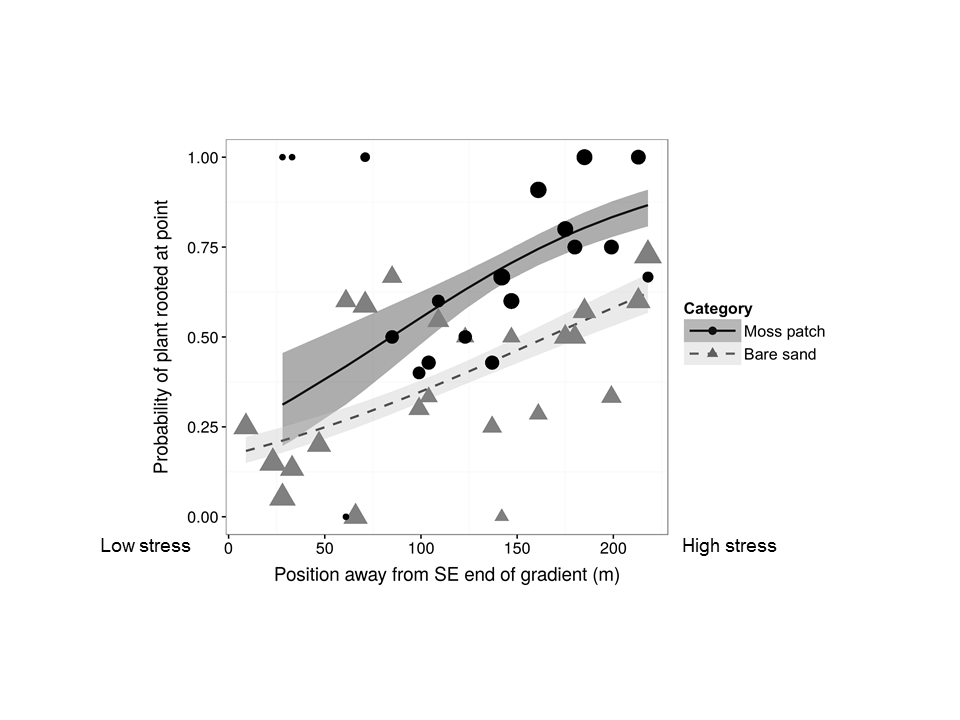 Probability of plant rooted at point
1.00
0.75
0.50
0.25
0.00
Category
Moss patch
Bare sand
Low stress
0
50
100
150
200
High stress
Position away from SE end of gradient (m)